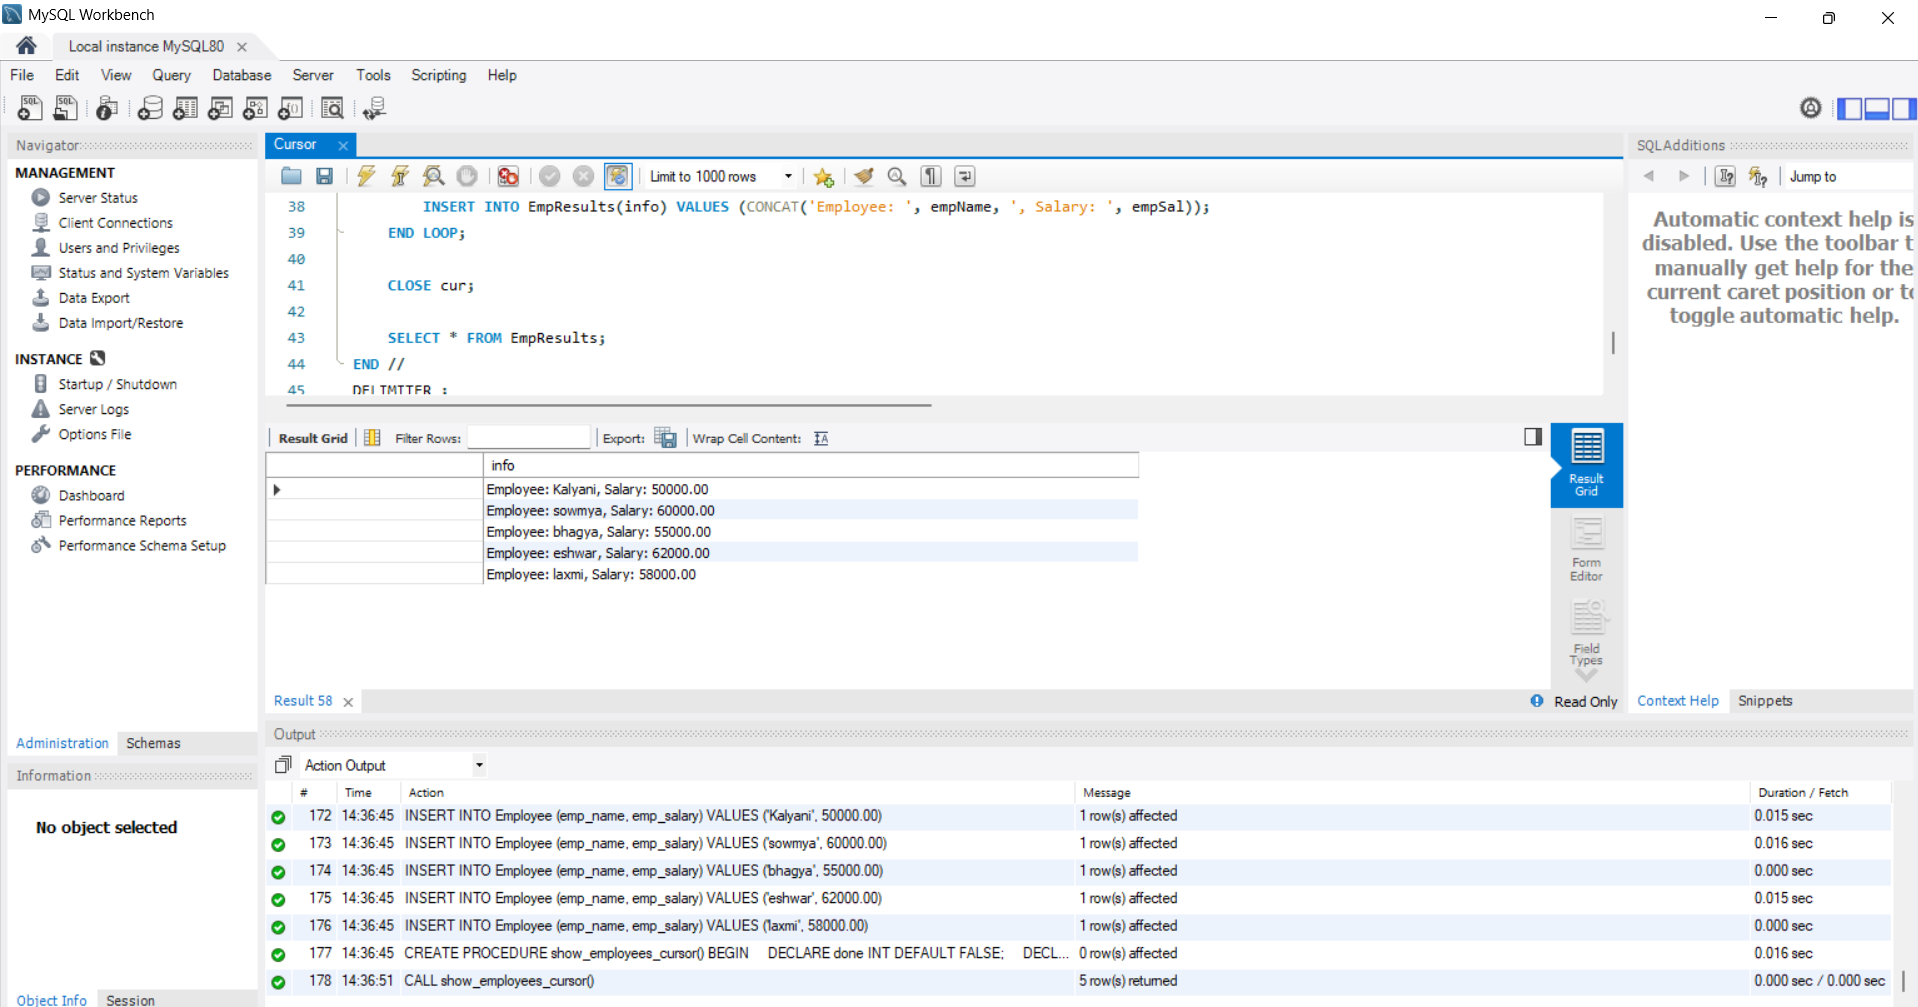 MySQL Workbench
Local instance MySQL80
File Edit View Query Database Server Tools Scripting Help
Navigator
MANAGEMENT
Server Status
Client Connections
Users and Privileges
Status and System Variables
Data Export
Data Import/Restore
INSTANCE
Startup / Shutdown
Server Logs
Options File
PERFORMANCE
Dashboard
Performance Reports
Performance Schema Setup
Administration Schemas
Information
No object selected
Object Info Session
Cursor
Limit to 1000 rows
38 INSERT INTO EmpResults(info) VALUES (CONCAT('Employee: ', empName, ', Salary: ', empSal));
39 END LOOP;
40
41 CLOSE cur;
42
43 SELECT * FROM EmpResults;
44 END //
45 DELIMITER ;
Result Grid Filter Rows: Export: Wrap Cell Content:
info
Employee: Kalyani, Salary: 50000.00
Employee: sowmya, Salary: 60000.00
Employee: bhagya, Salary: 55000.00
Employee: eshwar, Salary: 62000.00
Employee: laxmi, Salary: 58000.00
Result
Grid
Form
Editor
Field
Types
Result 58
Read Only
SQLAdditions
Jump to
Automatic context help is
disabled. Use the toolbar t
manually get help for the
current caret position or to
toggle automatic help.
Context Help Snippets
Output
Action Output
# Time Action Message Duration / Fetch
172 14:36:45 INSERT INTO Employee (emp_name, emp_salary) VALUES ('Kalyani', 50000.00) 1 row(s) affected 0.015 sec
173 14:36:45 INSERT INTO Employee (emp_name, emp_salary) VALUES ('sowmya', 60000.00) 1 row(s) affected 0.016 sec
174 14:36:45 INSERT INTO Employee (emp_name, emp_salary) VALUES ('bhagya', 55000.00) 1 row(s) affected 0.000 sec
175 14:36:45 INSERT INTO Employee (emp_name, emp_salary) VALUES ('eshwar', 62000.00) 1 row(s) affected 0.015 sec
176 14:36:45 INSERT INTO Employee (emp_name, emp_salary) VALUES ('laxmi', 58000.00) 1 row(s) affected 0.000 sec
177 14:36:45 CREATE PROCEDURE show_employees_cursor() BEGIN DECLARE done INT DEFAULT FALSE; DECL... 0 row(s) affected 0.016 sec
178 14:36:51 CALL show_employees_cursor() 5 row(s) returned 0.000 sec / 0.000 sec